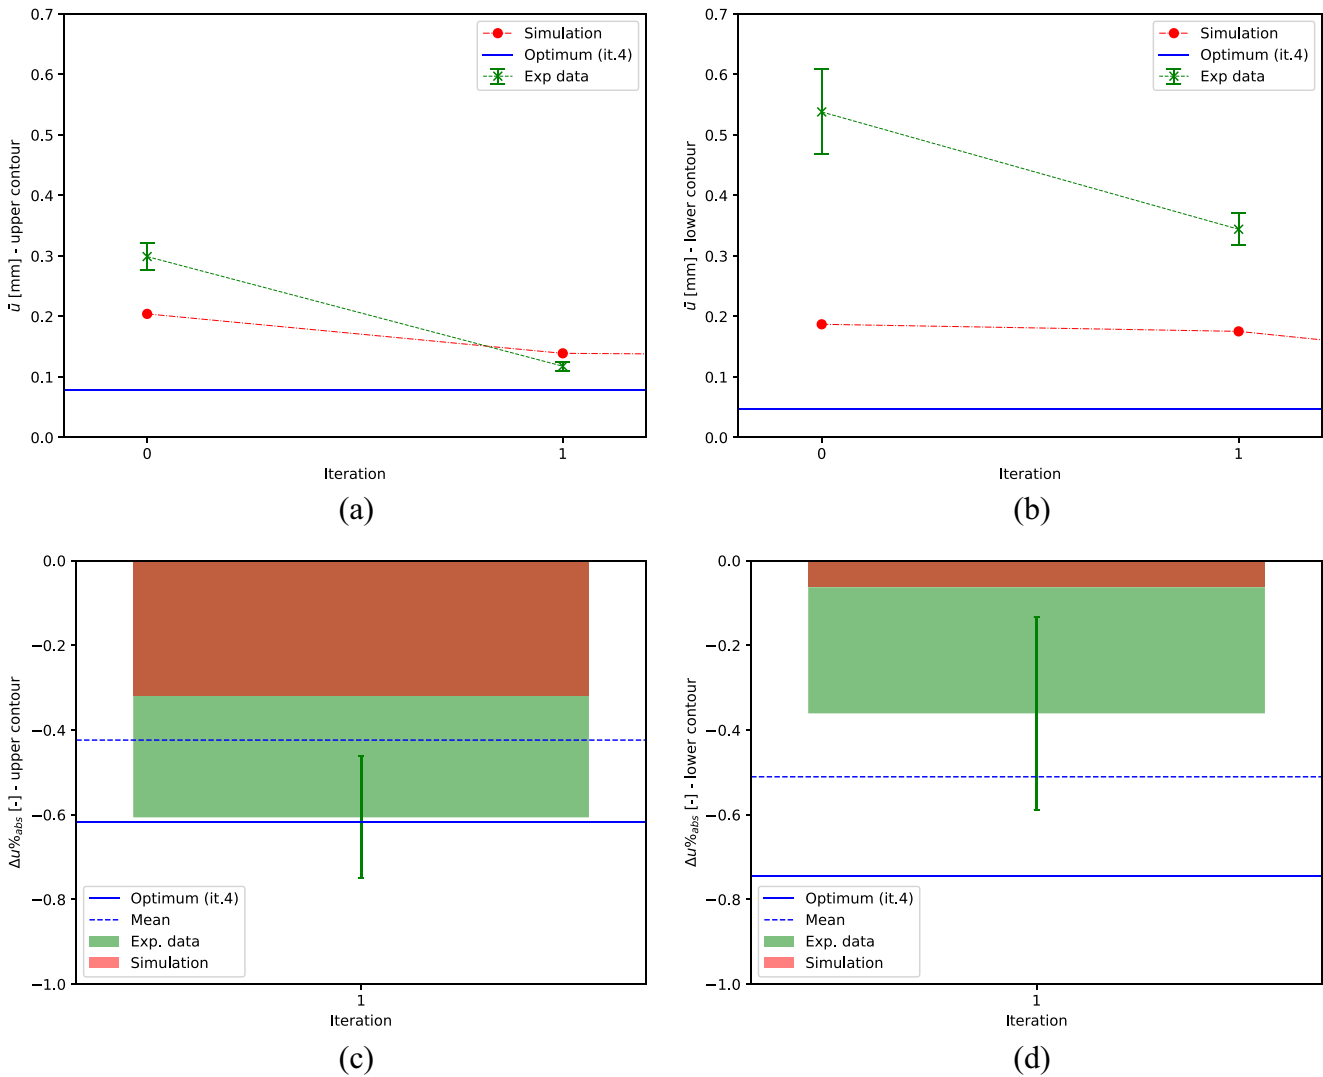 0.7
0.6
0.5
0.4
0.3
0.2
0.1
0.0
ū [mm] - upper contour
Simulation
Optimum (it.4)
Exp data
0 1
Iteration
(a)
0.7
0.6
0.5
0.4
0.3
0.2
0.1
0.0
ū [mm] - lower contour
Simulation
Optimum (it.4)
Exp data
0 1
Iteration
(b)
0.0
−0.2
−0.4
−0.6
−0.8
−1.0
Δu%abs [-] - upper contour
Optimum (it.4)
Mean
Exp. data
Simulation
1
Iteration
(c)
0.0
−0.2
−0.4
−0.6
−0.8
−1.0
Δu%abs [-] - lower contour
Optimum (it.4)
Mean
Exp. data
Simulation
1
Iteration
(d)